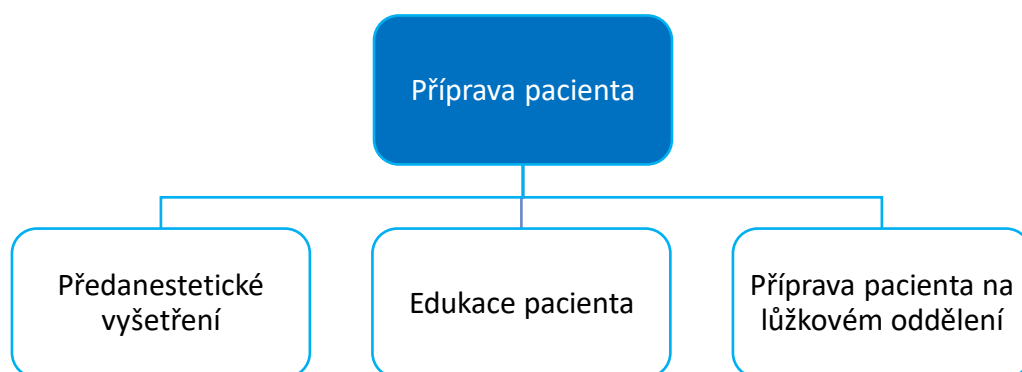 Příprava pacienta
Předanestetické
vyšetření
Edukace pacienta
Příprava pacienta na
lůžkovém oddělení